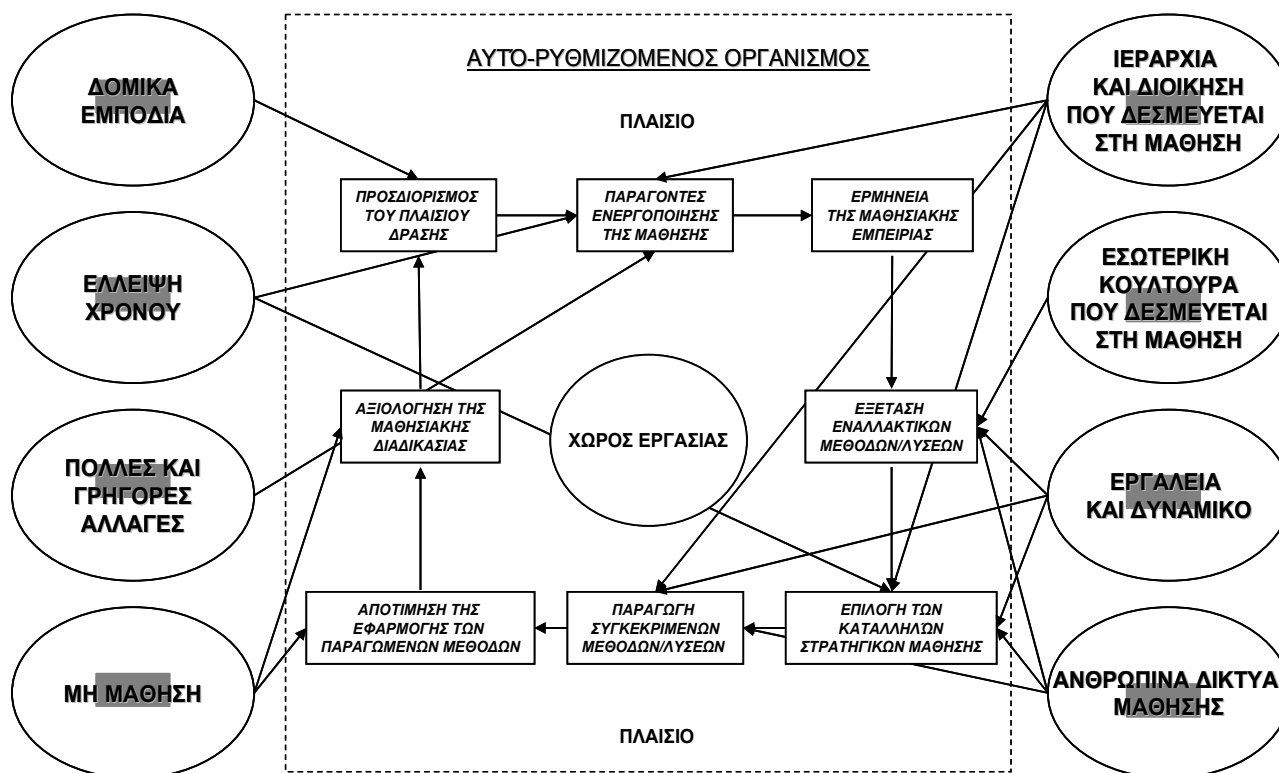 ΑΥΤΌ-ΡΥΘΜΙΖΟΜΕΝΟΣ ΟΡΓΑΝΙΣΜΟΣ
ΠΛΑΙΣΙΟ
ΔΟΜΙΚΑ
ΕΜΠΟΔΙΑ
ΕΛΛΕΙΨΗ
ΧΡΟΝΟΥ
ΠΟΛΛΕΣ ΚΑΙ
ΓΡΗΓΟΡΕΣ
ΑΛΛΑΓΕΣ
ΜΗ ΜΑΘΗΣΗ
ΠΡΟΣΔΙΟΡΙΣΜΟΣ
ΤΟΥ ΠΛΑΙΣΙΟΥ
ΔΡΑΣΗΣ
ΠΑΡΑΓΟΝΤΕΣ
ΕΝΕΡΓΟΠΟΙΗΣΗΣ
ΤΗΣ ΜΑΘΗΣΗΣ
ΕΡΜΗΝΕΙΑ
ΤΗΣ ΜΑΘΗΣΙΑΚΗΣ
ΕΜΠΕΙΡΙΑΣ
ΑΞΙΟΛΟΓΗΣΗ ΤΗΣ
ΜΑΘΗΣΙΑΚΗΣ
ΔΙΑΔΙΚΑΣΙΑΣ
ΧΩΡΟΣ ΕΡΓΑΣΙΑΣ
ΕΞΕΤΑΣΗ
ΕΝΑΛΛΑΚΤΙΚΩΝ
ΜΕΘΟΔΩΝ/ΛΥΣΕΩΝ
ΑΠΟΤΙΜΗΣΗ ΤΗΣ
ΕΦΑΡΜΟΓΗΣ ΤΩΝ
ΠΑΡΑΓΩΜΕΝΩΝ ΜΕΘΟΔΩΝ
ΠΑΡΑΓΩΓΗ
ΣΥΓΚΕΚΡΙΜΕΝΩΝ
ΜΕΘΟΔΩΝ/ΛΥΣΕΩΝ
ΕΠΙΛΟΓΗ ΤΩΝ
ΚΑΤΑΛΛΗΛΩΝ
ΣΤΡΑΤΗΓΙΚΩΝ ΜΑΘΗΣΗΣ
ΠΛΑΙΣΙΟ
ΙΕΡΑΡΧΙΑ
ΚΑΙ ΔΙΟΙΚΗΣΗ
ΠΟΥ ΔΕΣΜΕΥΕΤΑΙ
ΣΤΗ ΜΑΘΗΣΗ
ΕΣΩΤΕΡΙΚΗ
ΚΟΥΛΤΟΥΡΑ
ΠΟΥ ΔΕΣΜΕΥΕΤΑΙ
ΣΤΗ ΜΑΘΗΣΗ
ΕΡΓΑΛΕΙΑ
ΚΑΙ ΔΥΝΑΜΙΚΟ
ΑΝΘΡΩΠΙΝΑ ΔΙΚΤΥΑ
ΜΑΘΗΣΗΣ